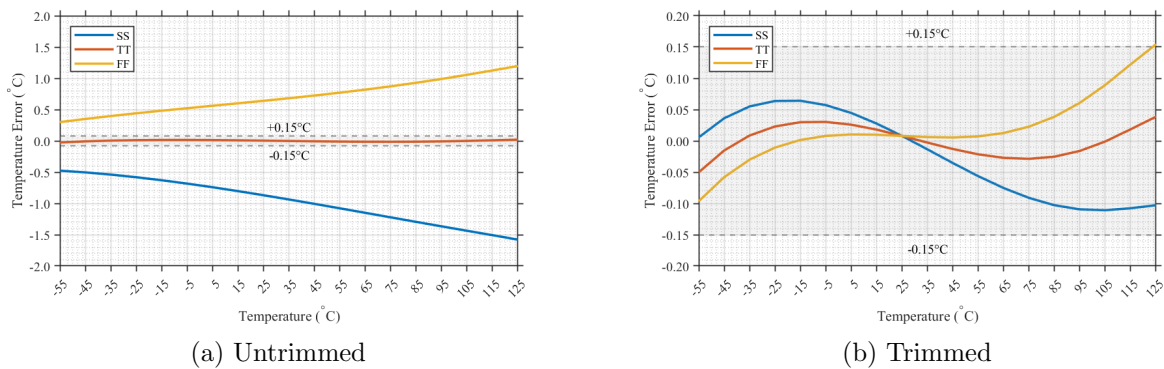 2.0
1.5
1.0
0.5
0.0
-0.5
-1.0
-1.5
-2.0
Temperature Error (°C)
SS
TT
FF
+0.15°C
-0.15°C
-55 -45 -35 -25 -15 -5 5 15 25 35 45 55 65 75 85 95 105 115 125
Temperature (°C)
(a) Untrimmed
0.20
0.15
0.10
0.05
0.00
-0.05
-0.10
-0.15
-0.20
Temperature Error (°C)
SS
TT
FF
+0.15°C
-0.15°C
-55 -45 -35 -25 -15 -5 5 15 25 35 45 55 65 75 85 95 105 115 125
Temperature (°C)
(b) Trimmed